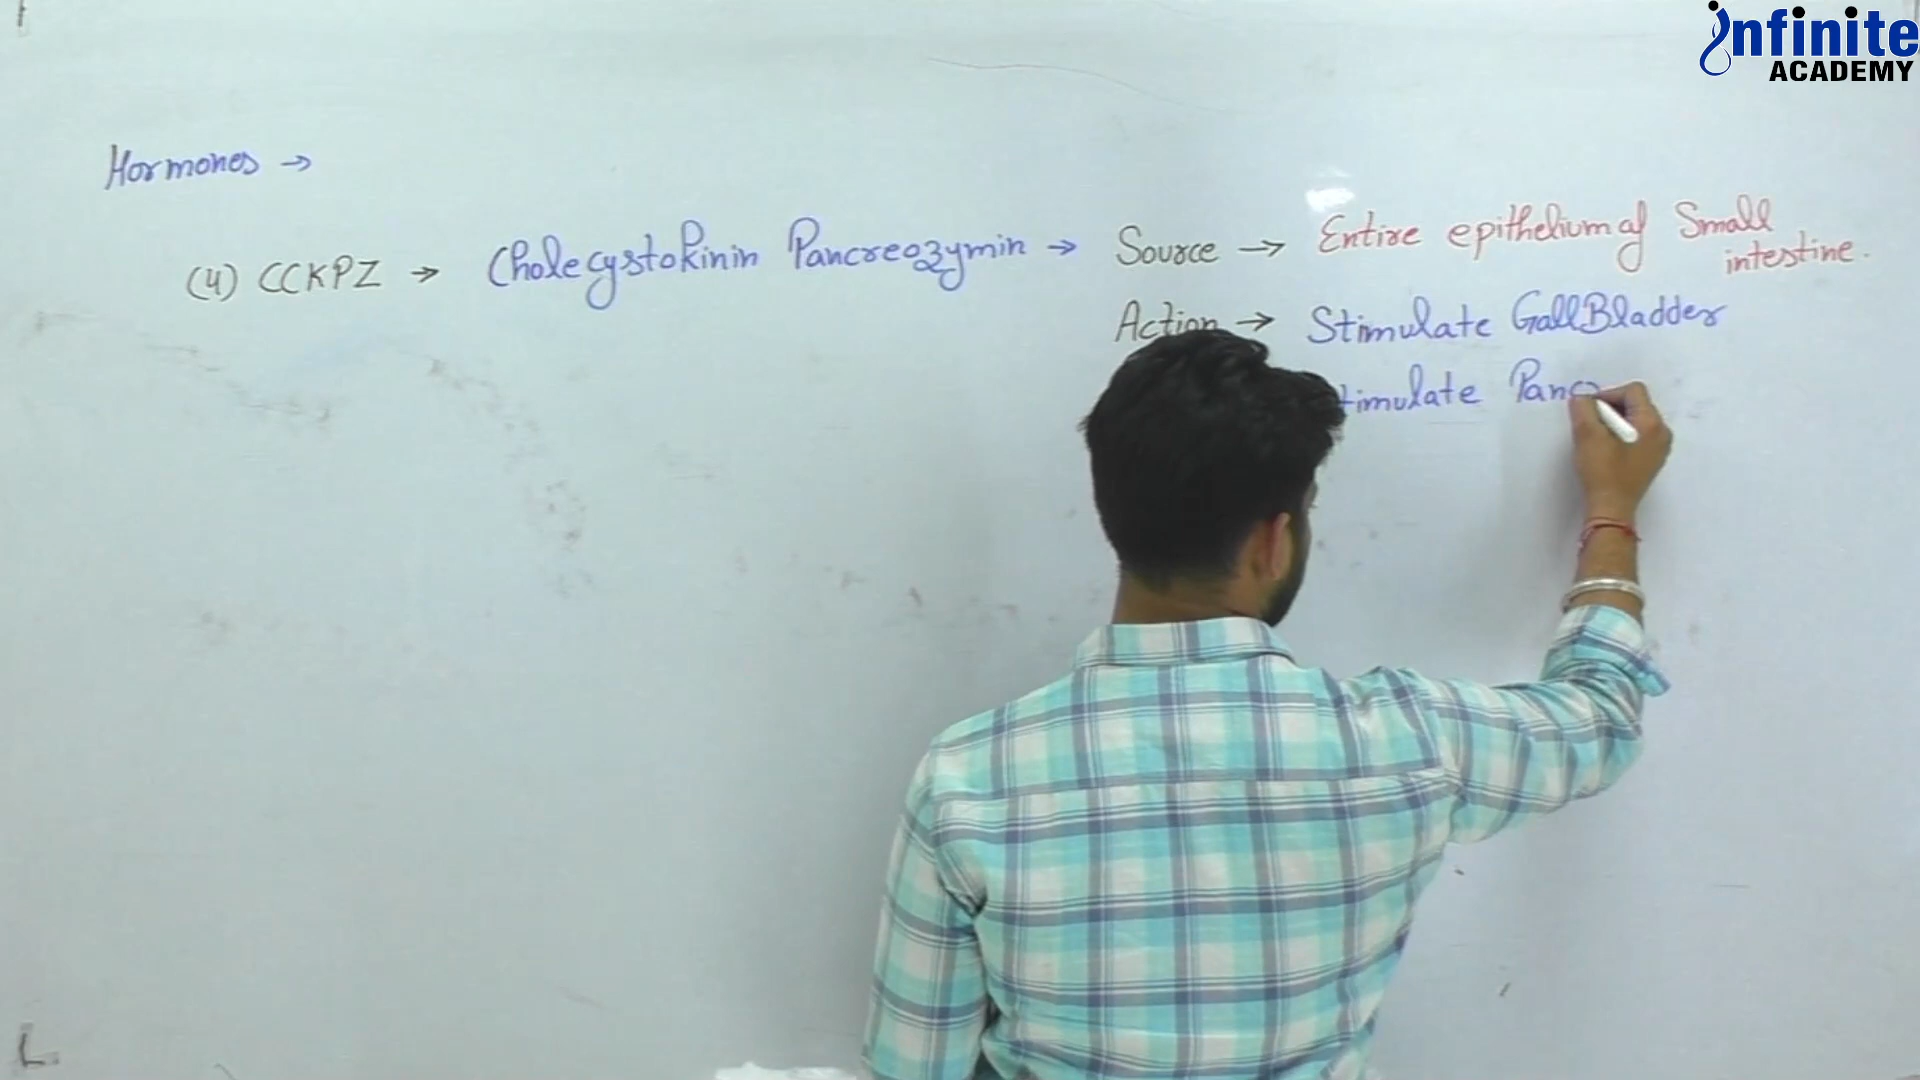 infinite
ACADEMY
Hormones →
(4) CCKPZ → Cholecystokinin Pancreozymin → Source → Entire epithelium of Small
intestine.
Action → Stimulate GallBladder
timulate Panc